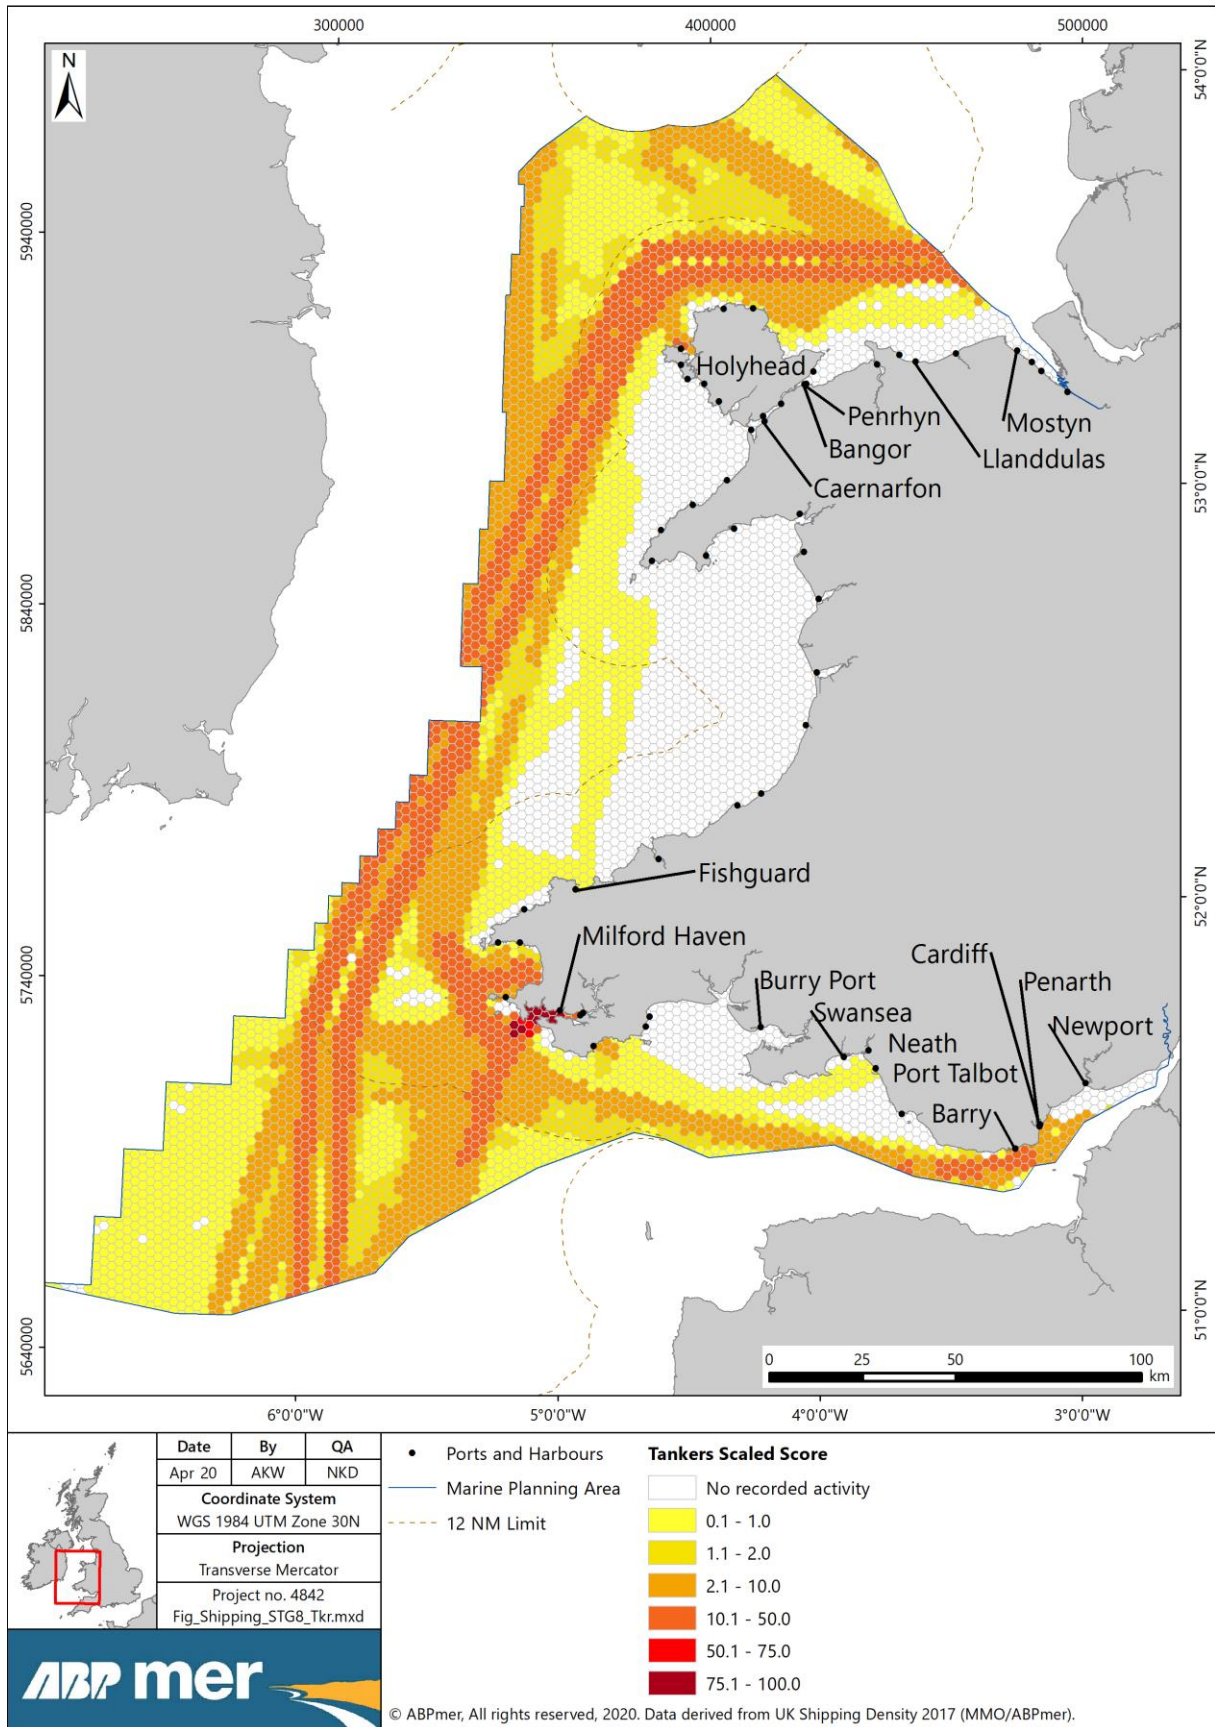 300000
400000
500000
N
54°0'0"N
5940000
Holyhead
Penrhyn
Mostyn
Bangor
Llanddulas
Caernarfon
53°0'0"N
5840000
Fishguard
52°0'0"N
Milford Haven
Cardiff
5740000
Burry Port
Penarth
Swansea
Newport
Neath
Port Talbot
Barry
51°0'0"N
5640000
0 25 50 100
km
6°0'0"W
5°0'0"W
4°0'0"W
3°0'0"W
Date By QA
Apr 20 AKW NKD
Coordinate System
WGS 1984 UTM Zone 30N
Projection
Transverse Mercator
Project no. 4842
Fig_Shipping_STG8_Tkr.mxd
ABP mer
Ports and Harbours
Marine Planning Area
12 NM Limit
Tankers Scaled Score
No recorded activity
0.1 - 1.0
1.1 - 2.0
2.1 - 10.0
10.1 - 50.0
50.1 - 75.0
75.1 - 100.0
© ABPmer, All rights reserved, 2020. Data derived from UK Shipping Density 2017 (MMO/ABPmer).